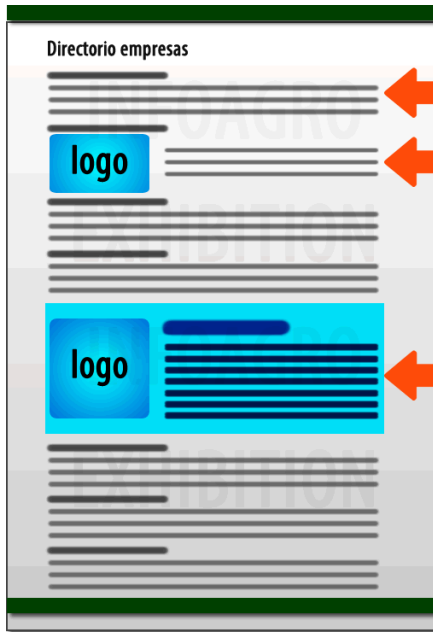 Directorio empresas
INFOAGRO
logo
EXHIBITION
INFOAGRO
logo
EXHIBITION